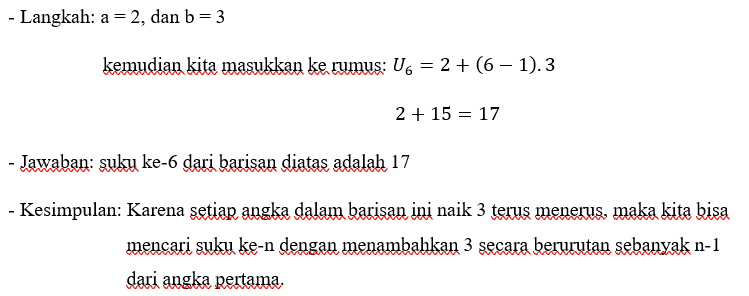 - Langkah: a = 2, dan b = 3
kemudian kita masukkan ke rumus: U₆ = 2 + (6 − 1). 3
2 + 15 = 17
- Jawaban: suku ke-6 dari barisan diatas adalah 17
- Kesimpulan: Karena setiap angka dalam barisan ini naik 3 terus menerus, maka kita bisa
mencari suku ke-n dengan menambahkan 3 secara berurutan sebanyak n-1
dari angka pertama.